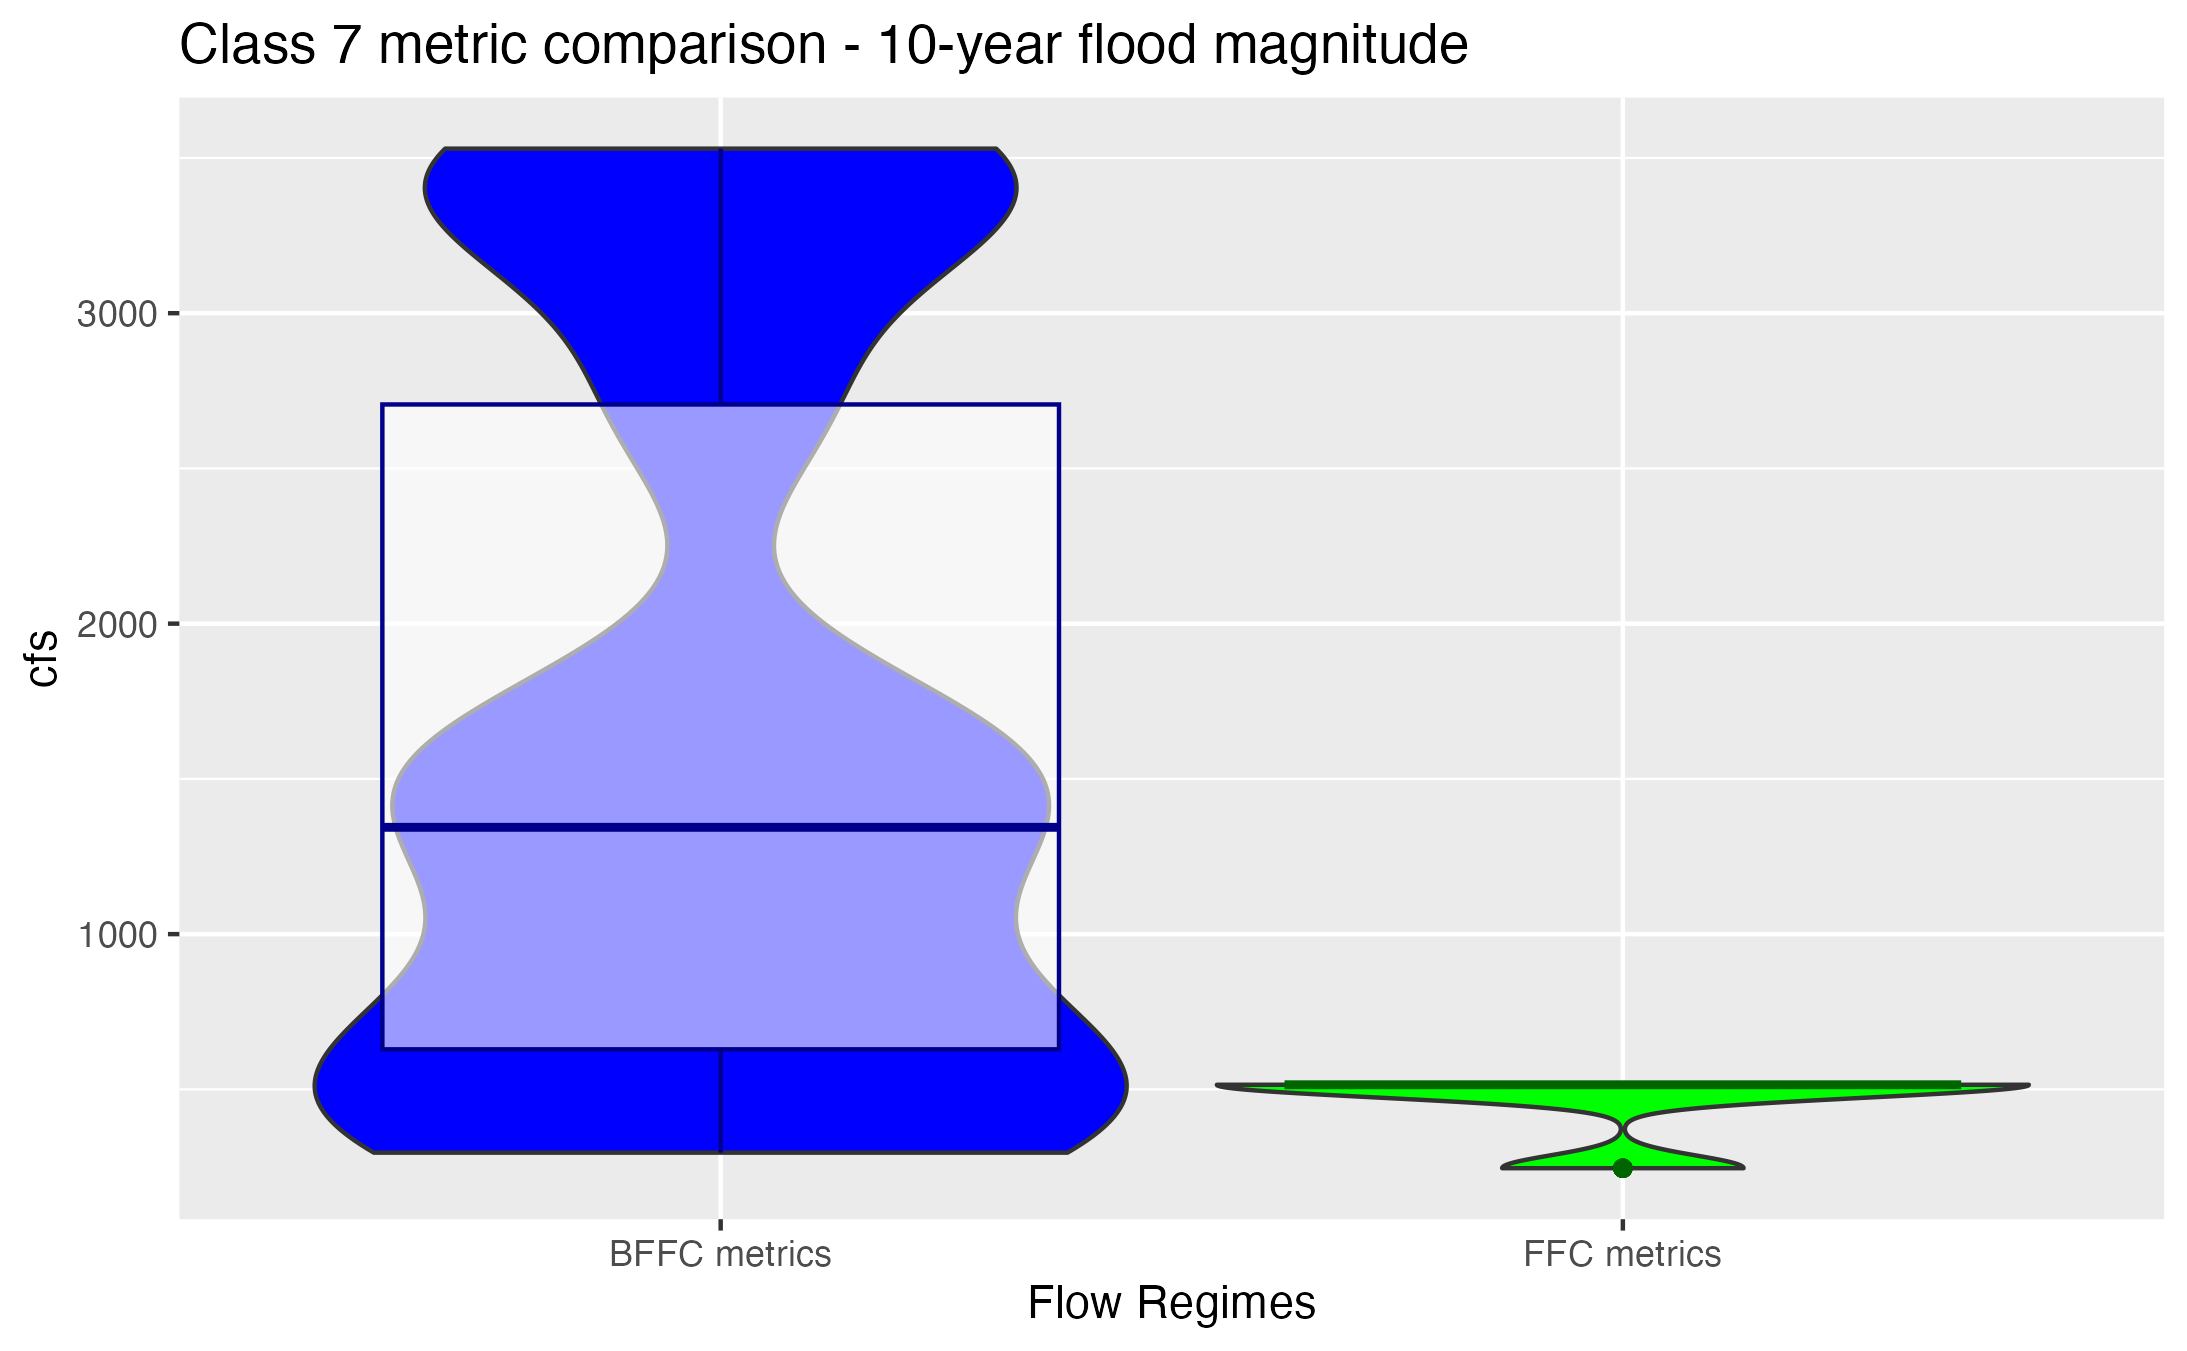 Class 7 metric comparison - 10-year flood magnitude
cfs
3000
2000
1000
BFFC metrics
FFC metrics
Flow Regimes